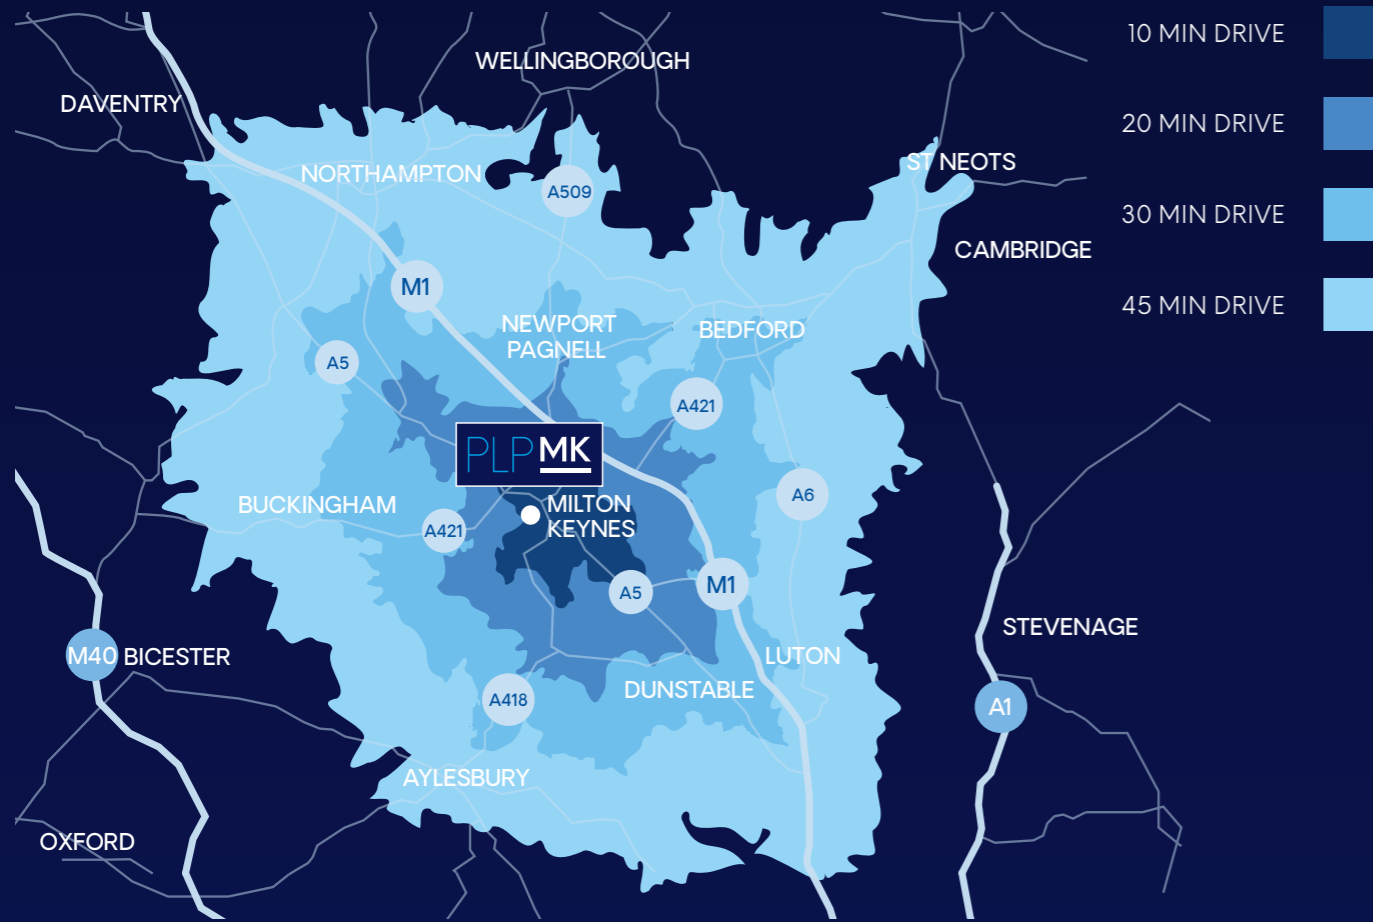 10 MIN DRIVE
WELLINGBOROUGH
DAVENTRY
20 MIN DRIVE
ST NEOTS
NORTHAMPTON
A509
30 MIN DRIVE
CAMBRIDGE
M1
45 MIN DRIVE
NEWPORT
PAGNELL
BEDFORD
A5
A421
PLP MK
A6
BUCKINGHAM
MILTON
KEYNES
A421
M1
A5
STEVENAGE
M40
BICESTER
LUTON
DUNSTABLE
A418
A1
AYLESBURY
OXFORD